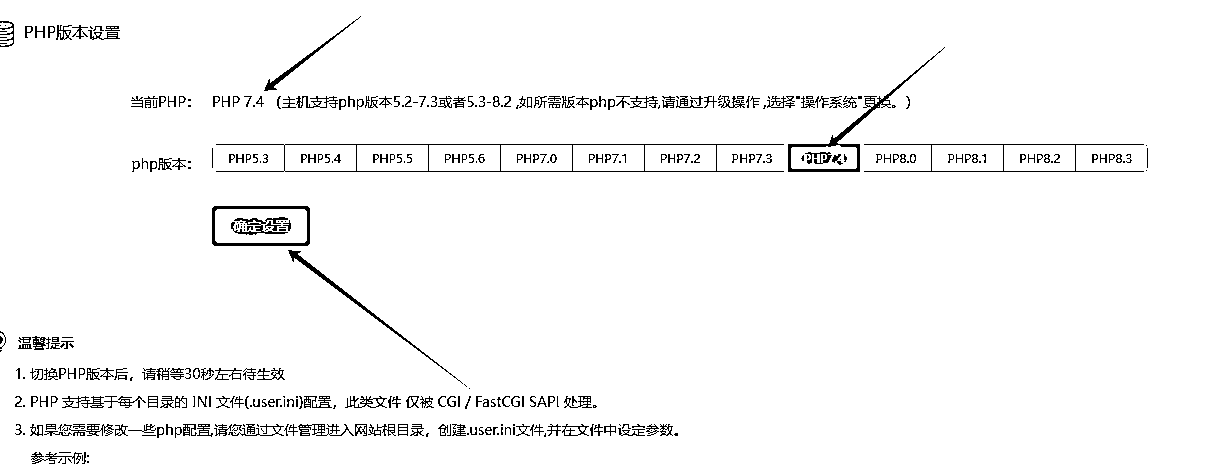 PHP版本设置
当前PHP： PHP 7.4 （主机支持php版本5.2-7.3或者5.3-8.2 ,如所需版本php不支持,请通过升级操作 ,选择"操作系统"更换。）
php版本： PHP5.3 PHP5.4 PHP5.5 PHP5.6 PHP7.0 PHP7.1 PHP7.2 PHP7.3 PHP7.4 PHP8.0 PHP8.1 PHP8.2 PHP8.3
确定设置
温馨提示
1. 切换PHP版本后，请稍等30秒左右待生效
2. PHP 支持基于每个目录的 INI 文件(.user.ini)配置，此类文件 仅被 CGI / FastCGI SAPI 处理。
3. 如果您需要修改一些php配置,请您通过文件管理进入网站根目录，创建.user.ini文件,并在文件中设定参数。
参考示例: